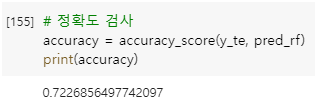 [155] # 정확도 검사
accuracy = accuracy_score(y_te, pred_rf)
print(accuracy)
0.7226856497742097